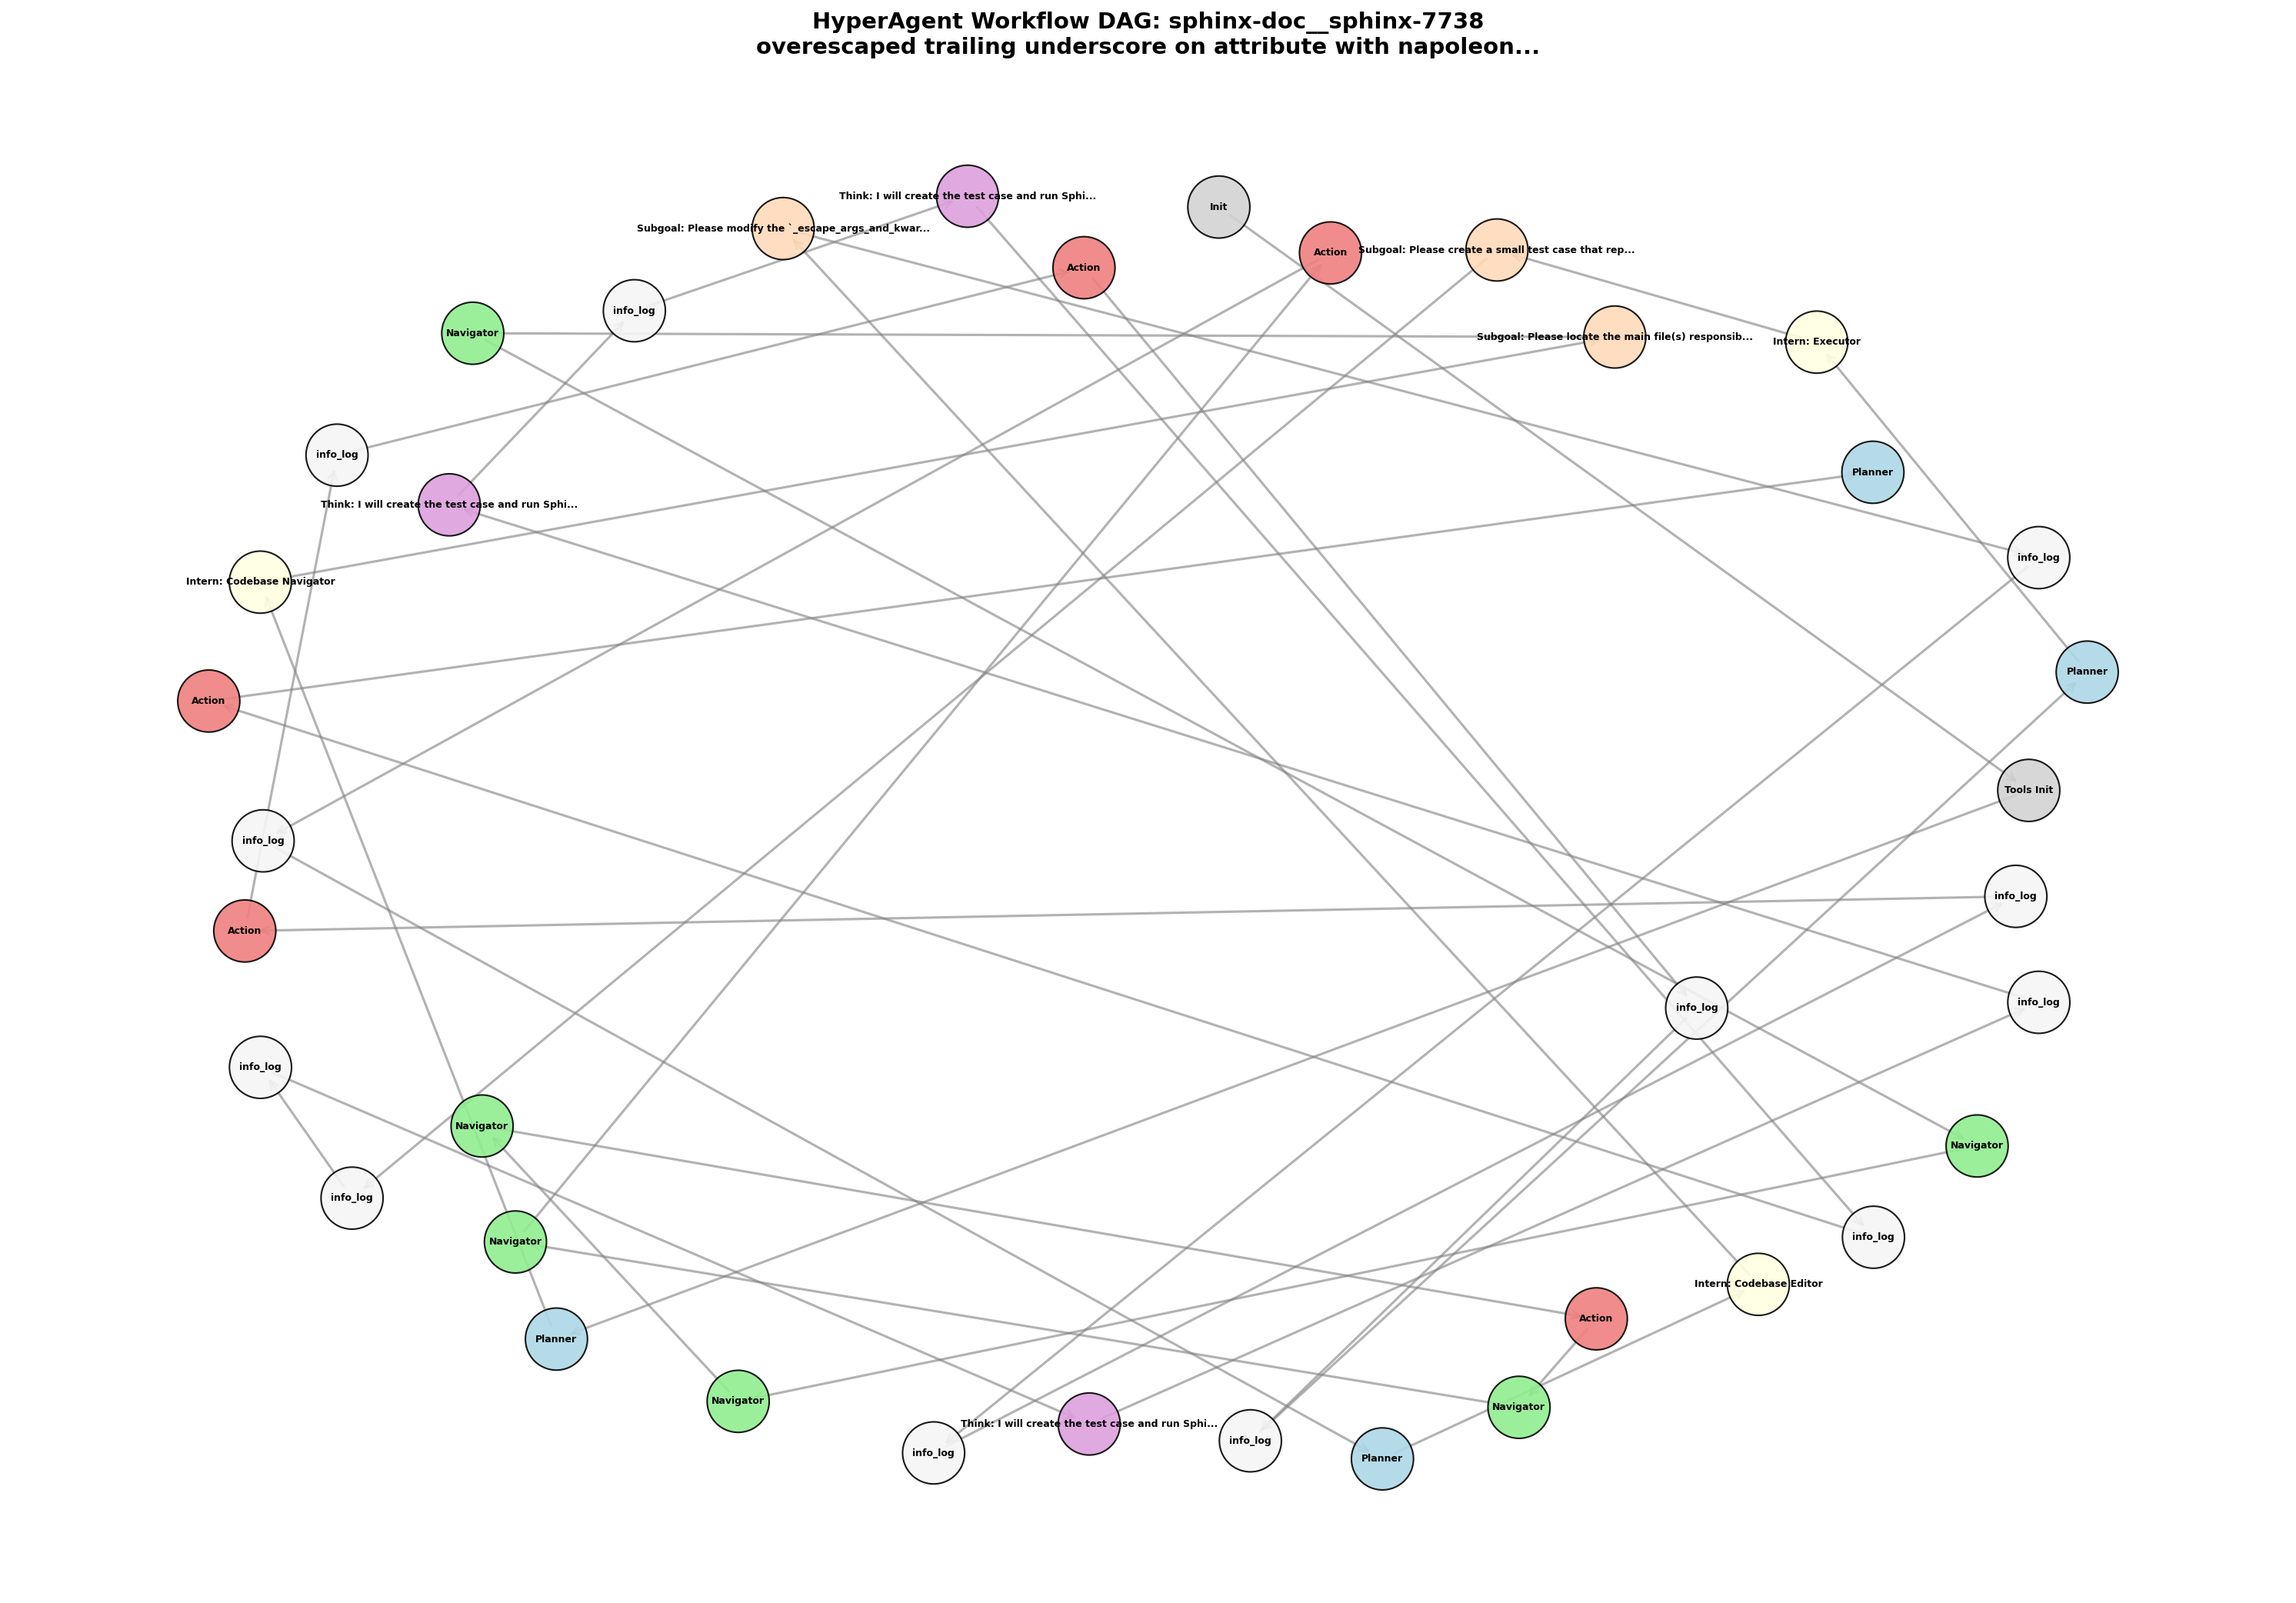 HyperAgent Workflow DAG: sphinx-doc__sphinx-7738
overescaped trailing underscore on attribute with napoleon...
Think: I will create the test case and run Sphi...
Init
Subgoal: Please modify the `_escape_args_and_kwar...
Action
Subgoal: Please create a small test case that rep...
Action
info_log
Navigator
Subgoal: Please locate the main file(s) responsib...
Intern: Executor
info_log
Planner
Think: I will create the test case and run Sphi...
info_log
Intern: Codebase Navigator
Planner
Action
Tools Init
info_log
info_log
Action
info_log
info_log
info_log
Navigator
Navigator
info_log
info_log
Navigator
Intern: Codebase Editor
Action
Planner
Navigator
Navigator
Think: I will create the test case and run Sphi...
info_log
info_log
Planner